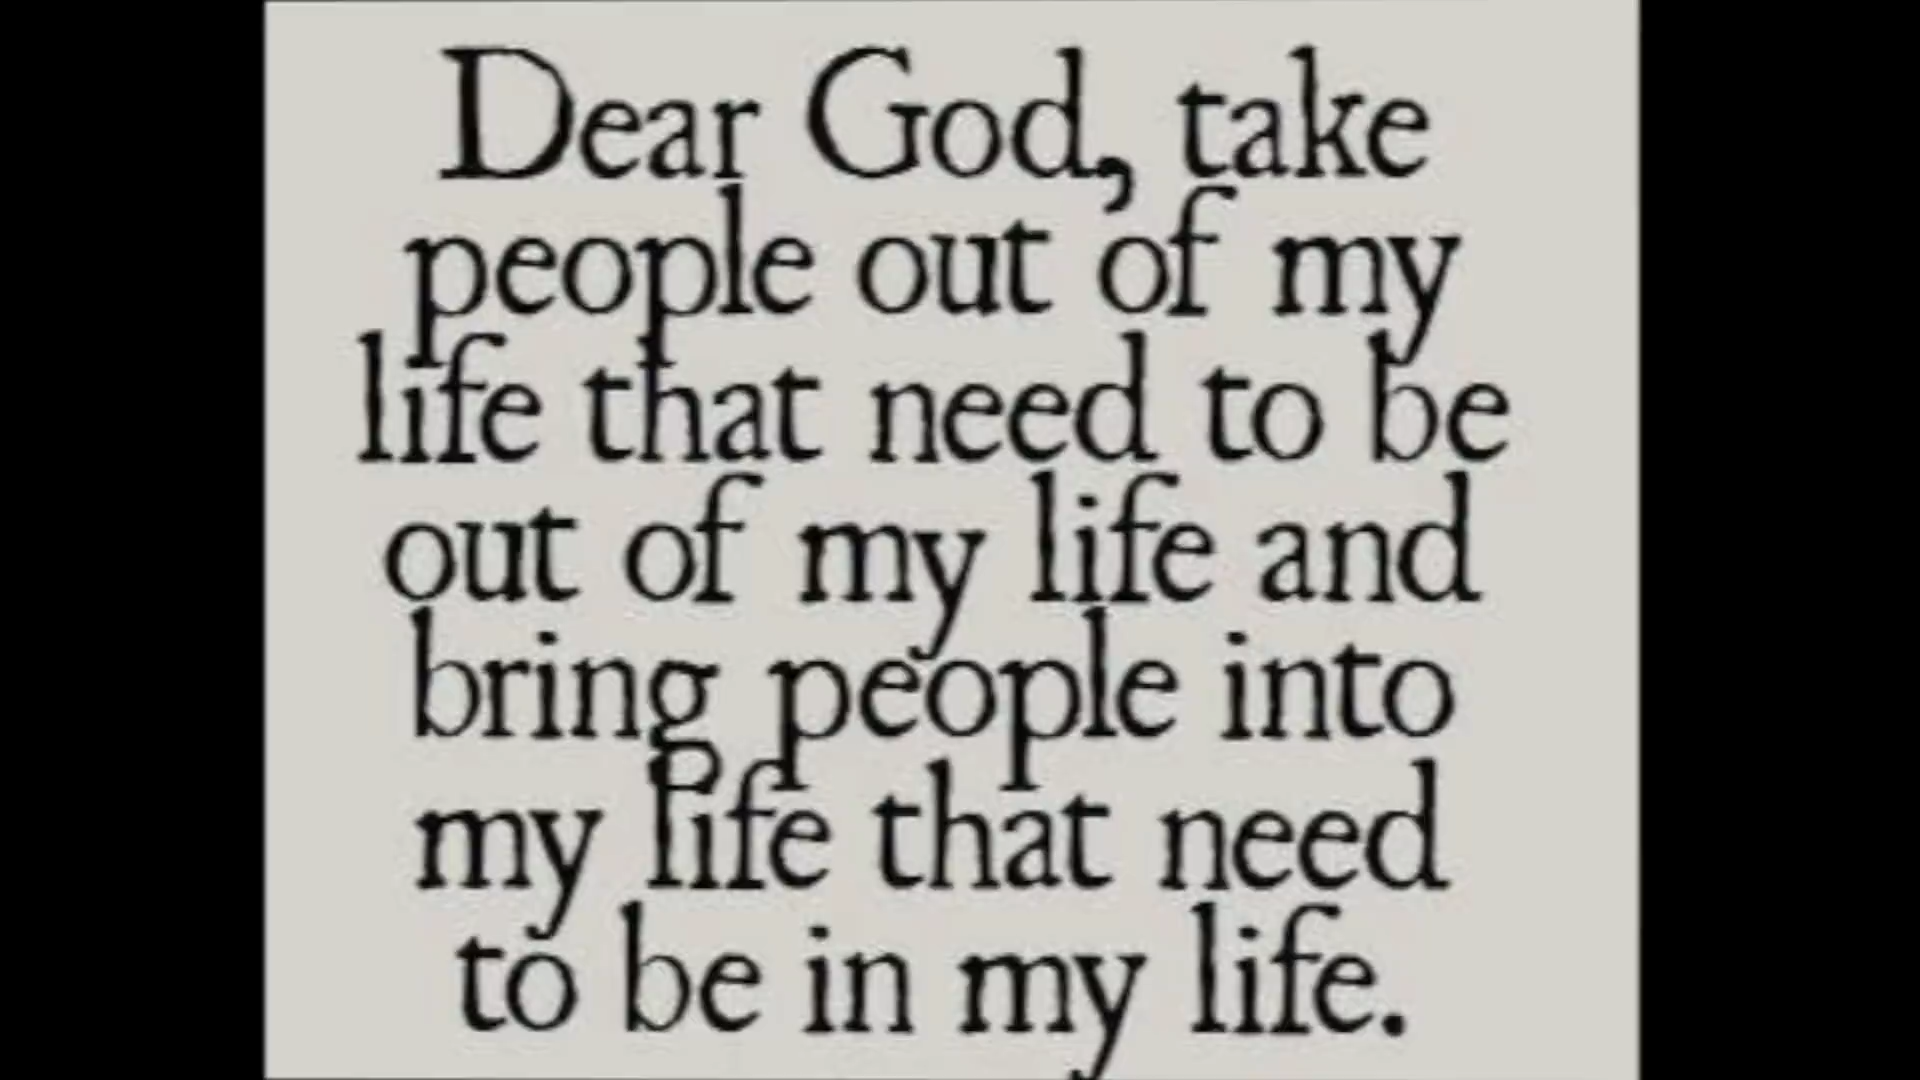 Dear God, take
people out of my
life that need to be
out of my life and
bring people into
my life that need
to be in my life.